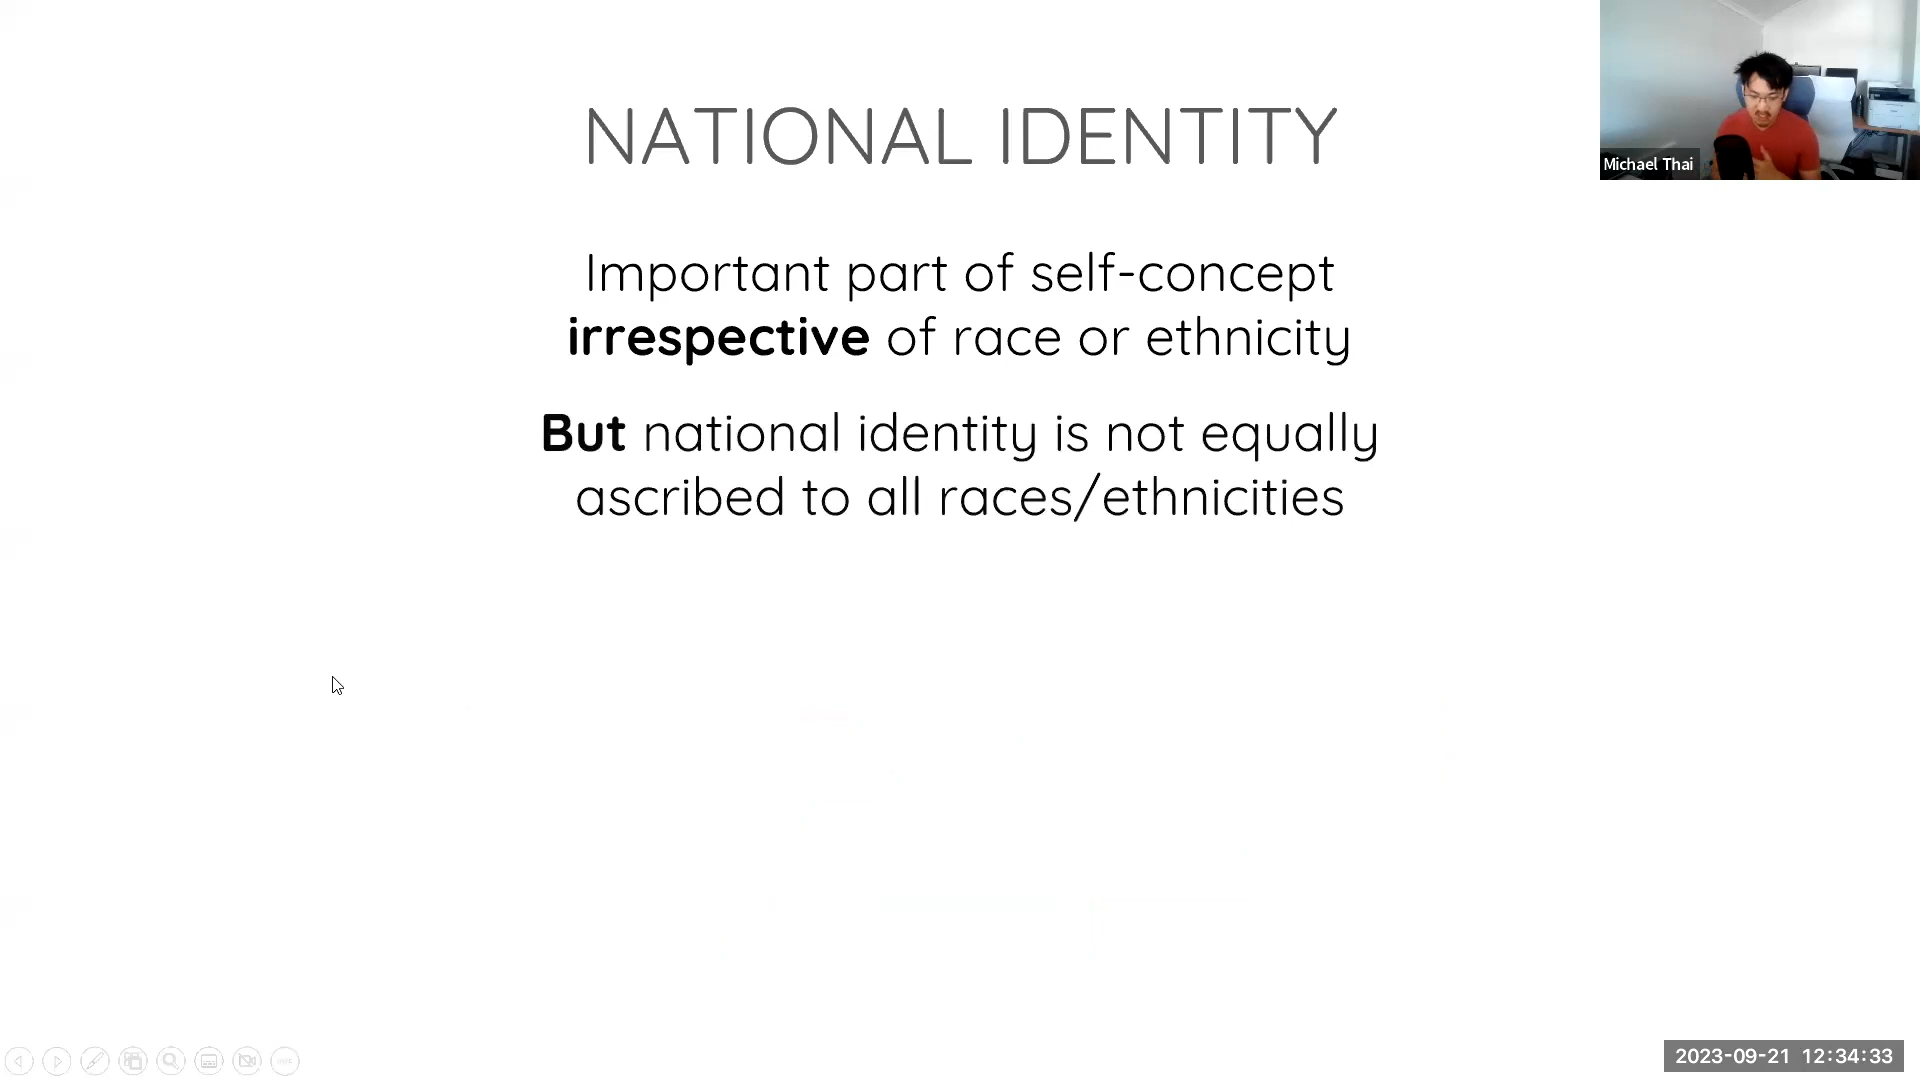 NATIONAL IDENTITY
Important part of self-concept
irrespective of race or ethnicity
But national identity is not equally
ascribed to all races/ethnicities
Michael Thai
2023-09-21 12:34:33